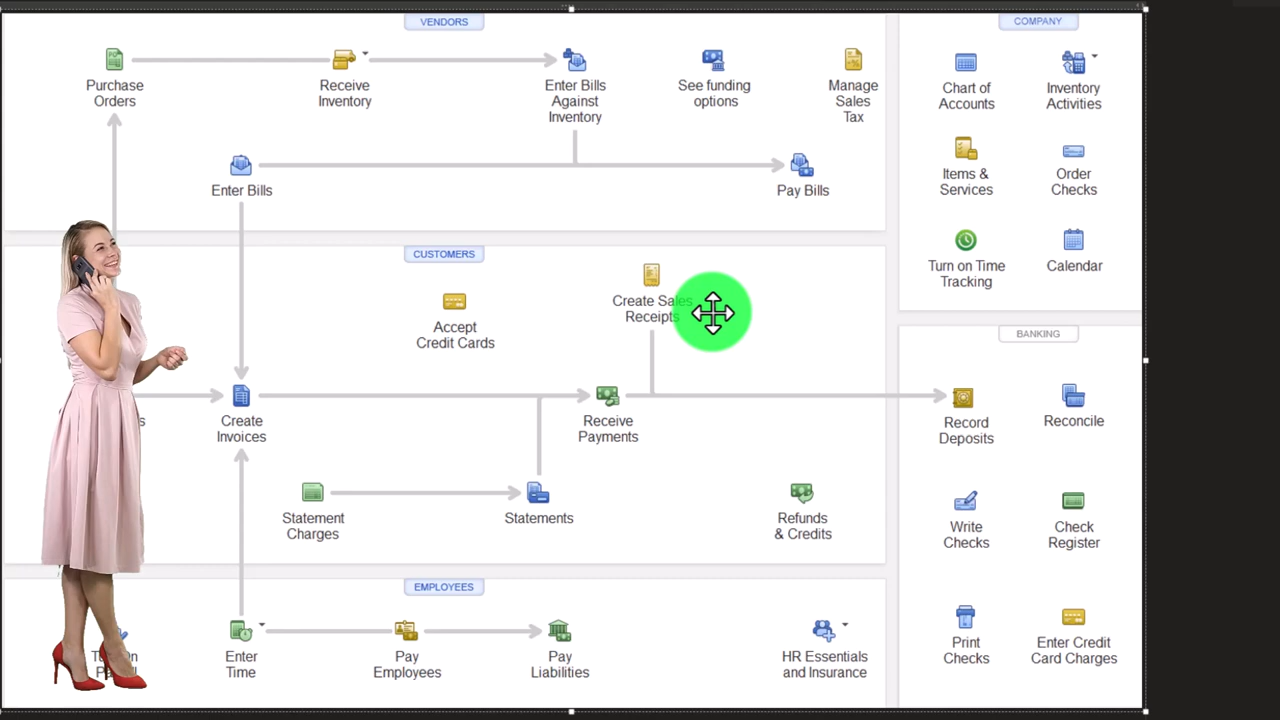 VENDORS
Purchase
Orders
Receive
Inventory
Enter Bills
Against
Inventory
See funding
options
Manage
Sales
Tax
Enter Bills
Pay Bills
CUSTOMERS
Accept
Credit Cards
Create Sales
Receipts
s
Create
Invoices
Receive
Payments
Statement
Charges
Statements
Refunds
& Credits
EMPLOYEES
Enter
Time
Pay
Employees
Pay
Liabilities
HR Essentials
and Insurance
COMPANY
Chart of
Accounts
Inventory
Activities
Items &
Services
Order
Checks
Turn on Time
Tracking
Calendar
BANKING
Record
Deposits
Reconcile
Write
Checks
Check
Register
Print
Checks
Enter Credit
Card Charges